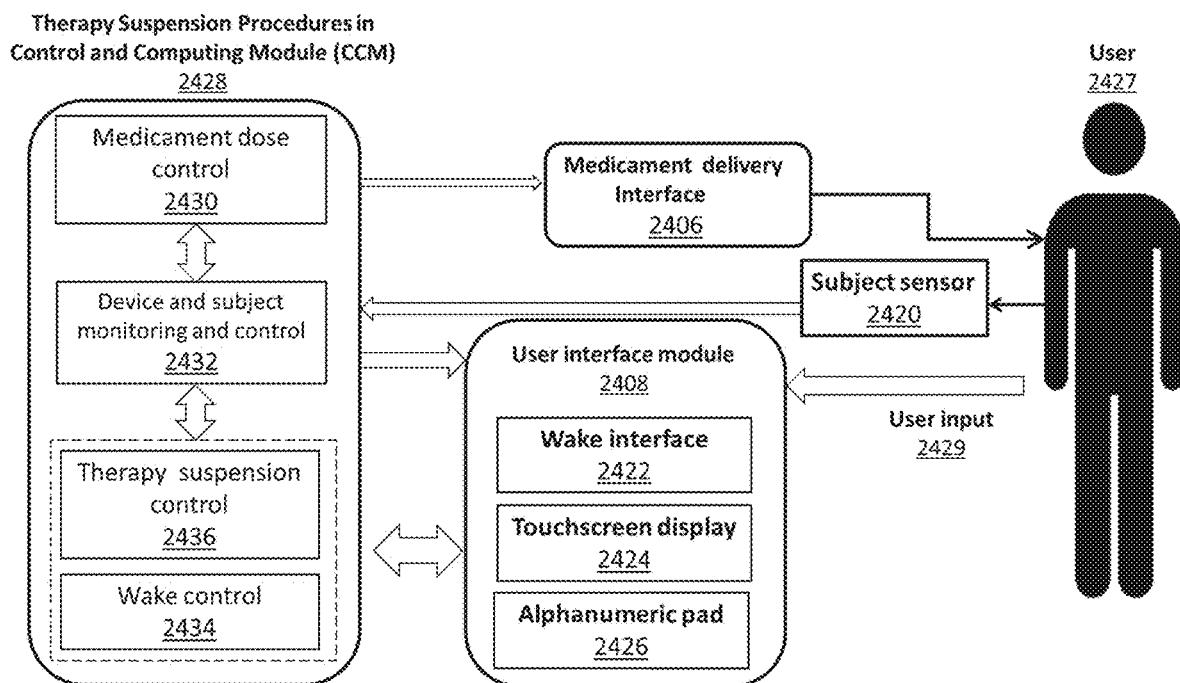 Therapy Suspension Procedures in
Control and Computing Module (CCM)
2428
Medicament dose
control
2430
Device and subject
monitoring and control
2432
Therapy suspension
control
2436
Wake control
2434
Medicament delivery
Interface
2406
Subject sensor
2420
User interface module
2408
Wake interface
2422
Touchscreen display
2424
Alphanumeric pad
2426
User
2427
User input
2429